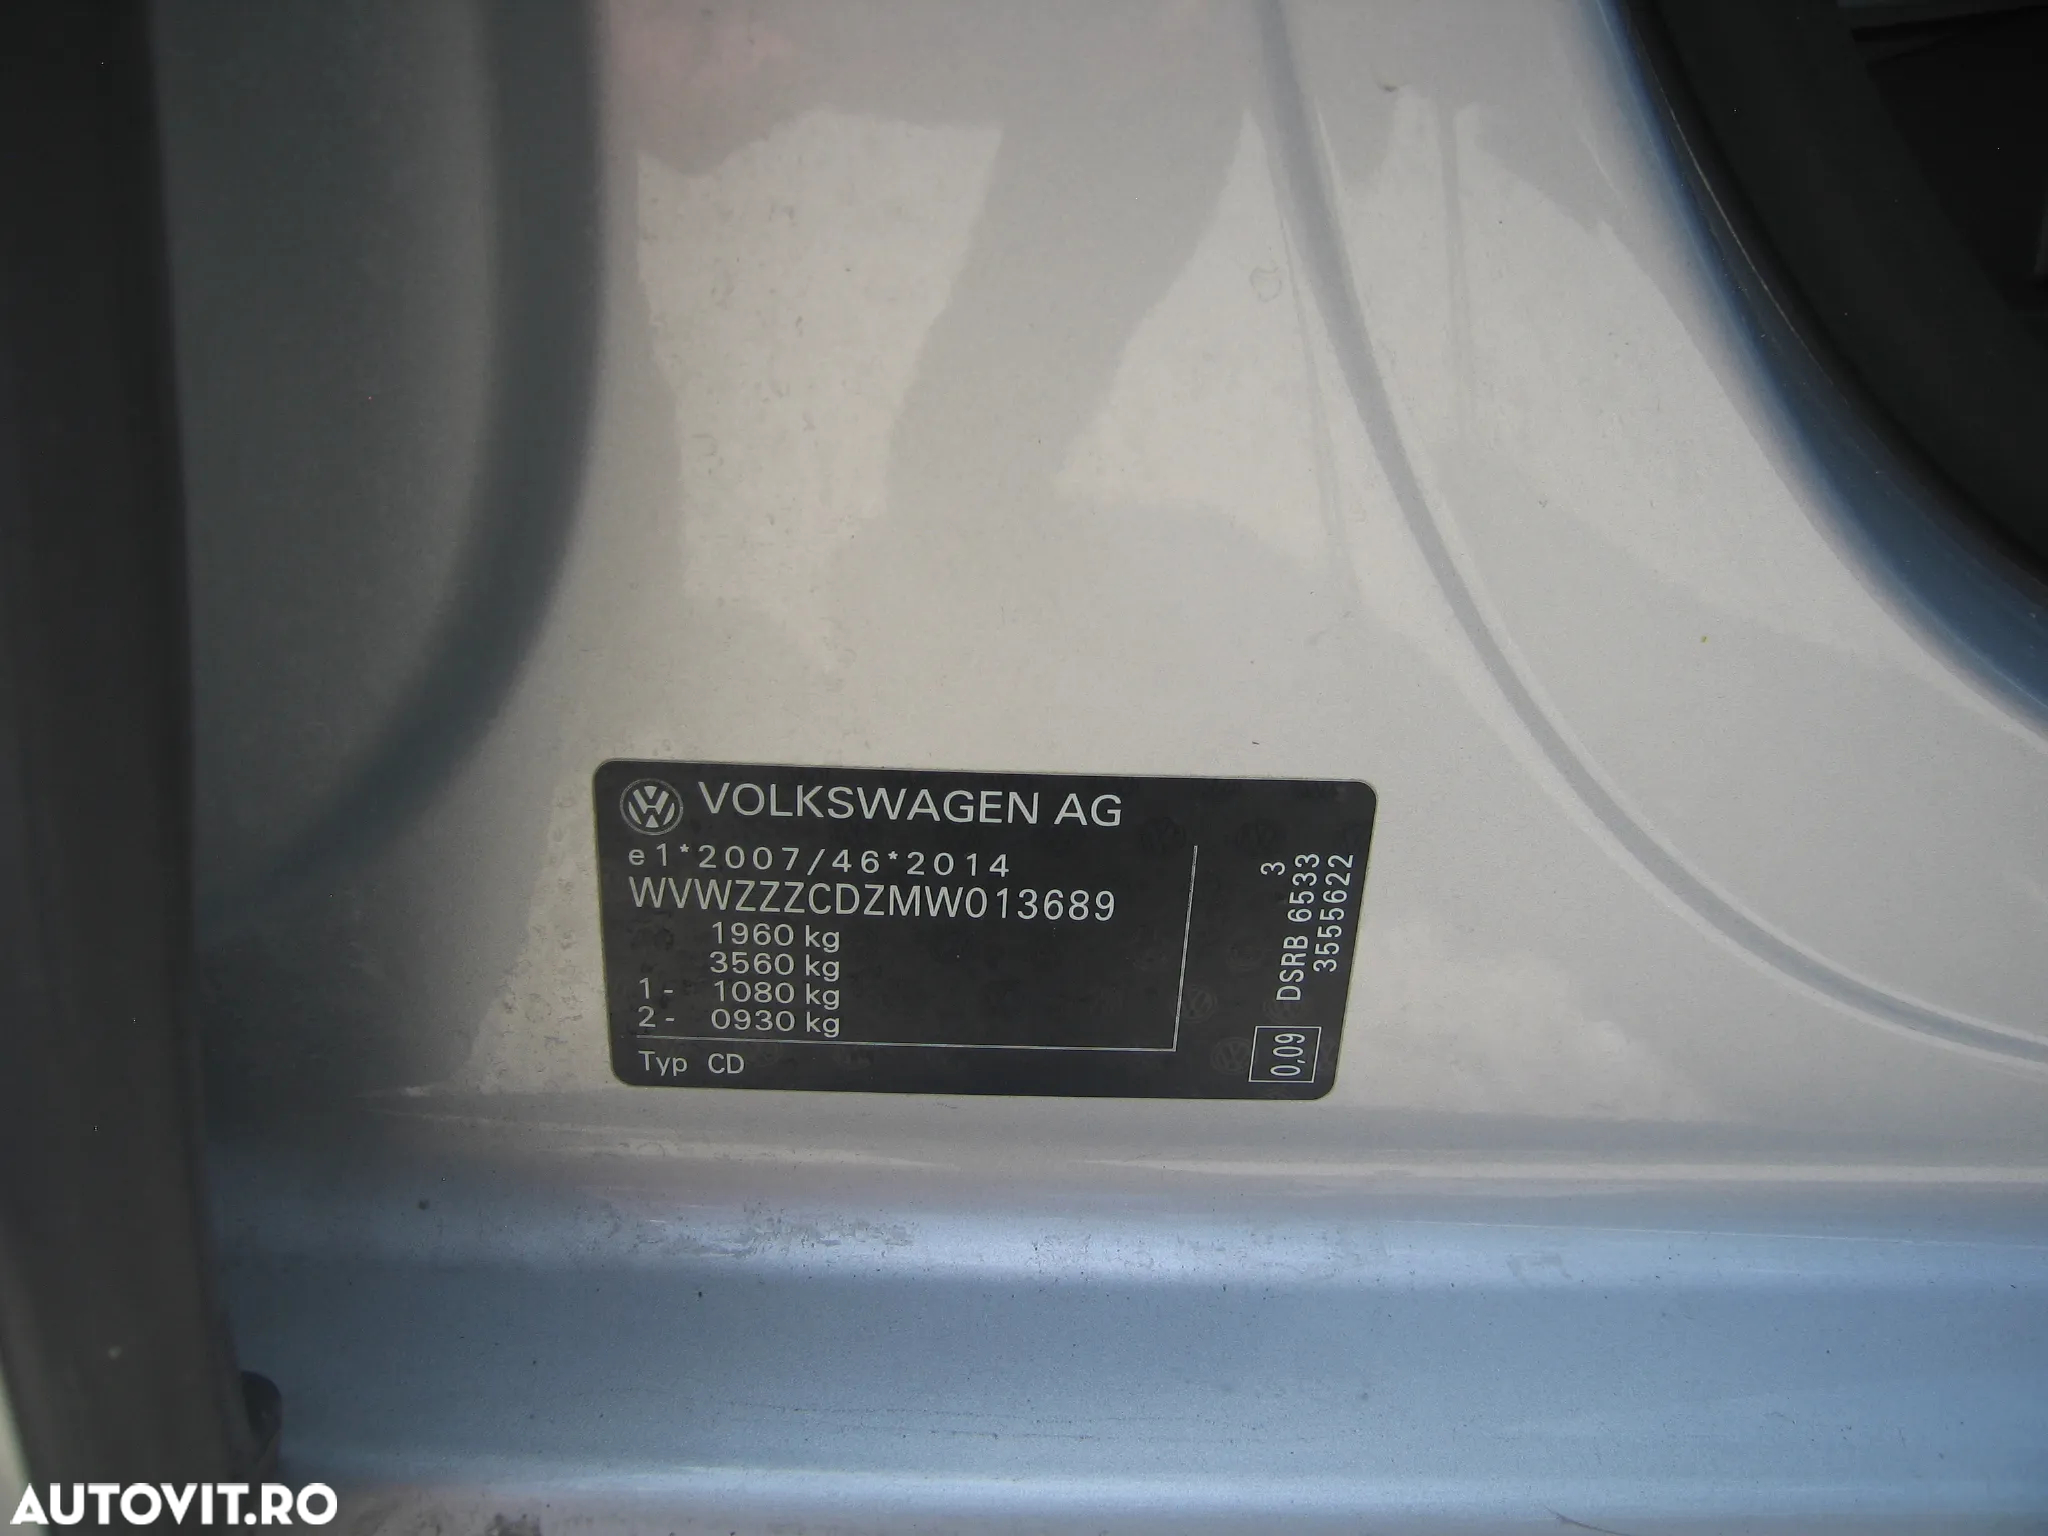 VOLKSWAGEN AG
e1*2007/46*2014
WVWZZZCDZMW013689
1960 kg
3560 kg
1- 1080 kg
2- 0930 kg
Typ CD
3
DSRB 6533
3555622
0,09
AUTOVIT.RO